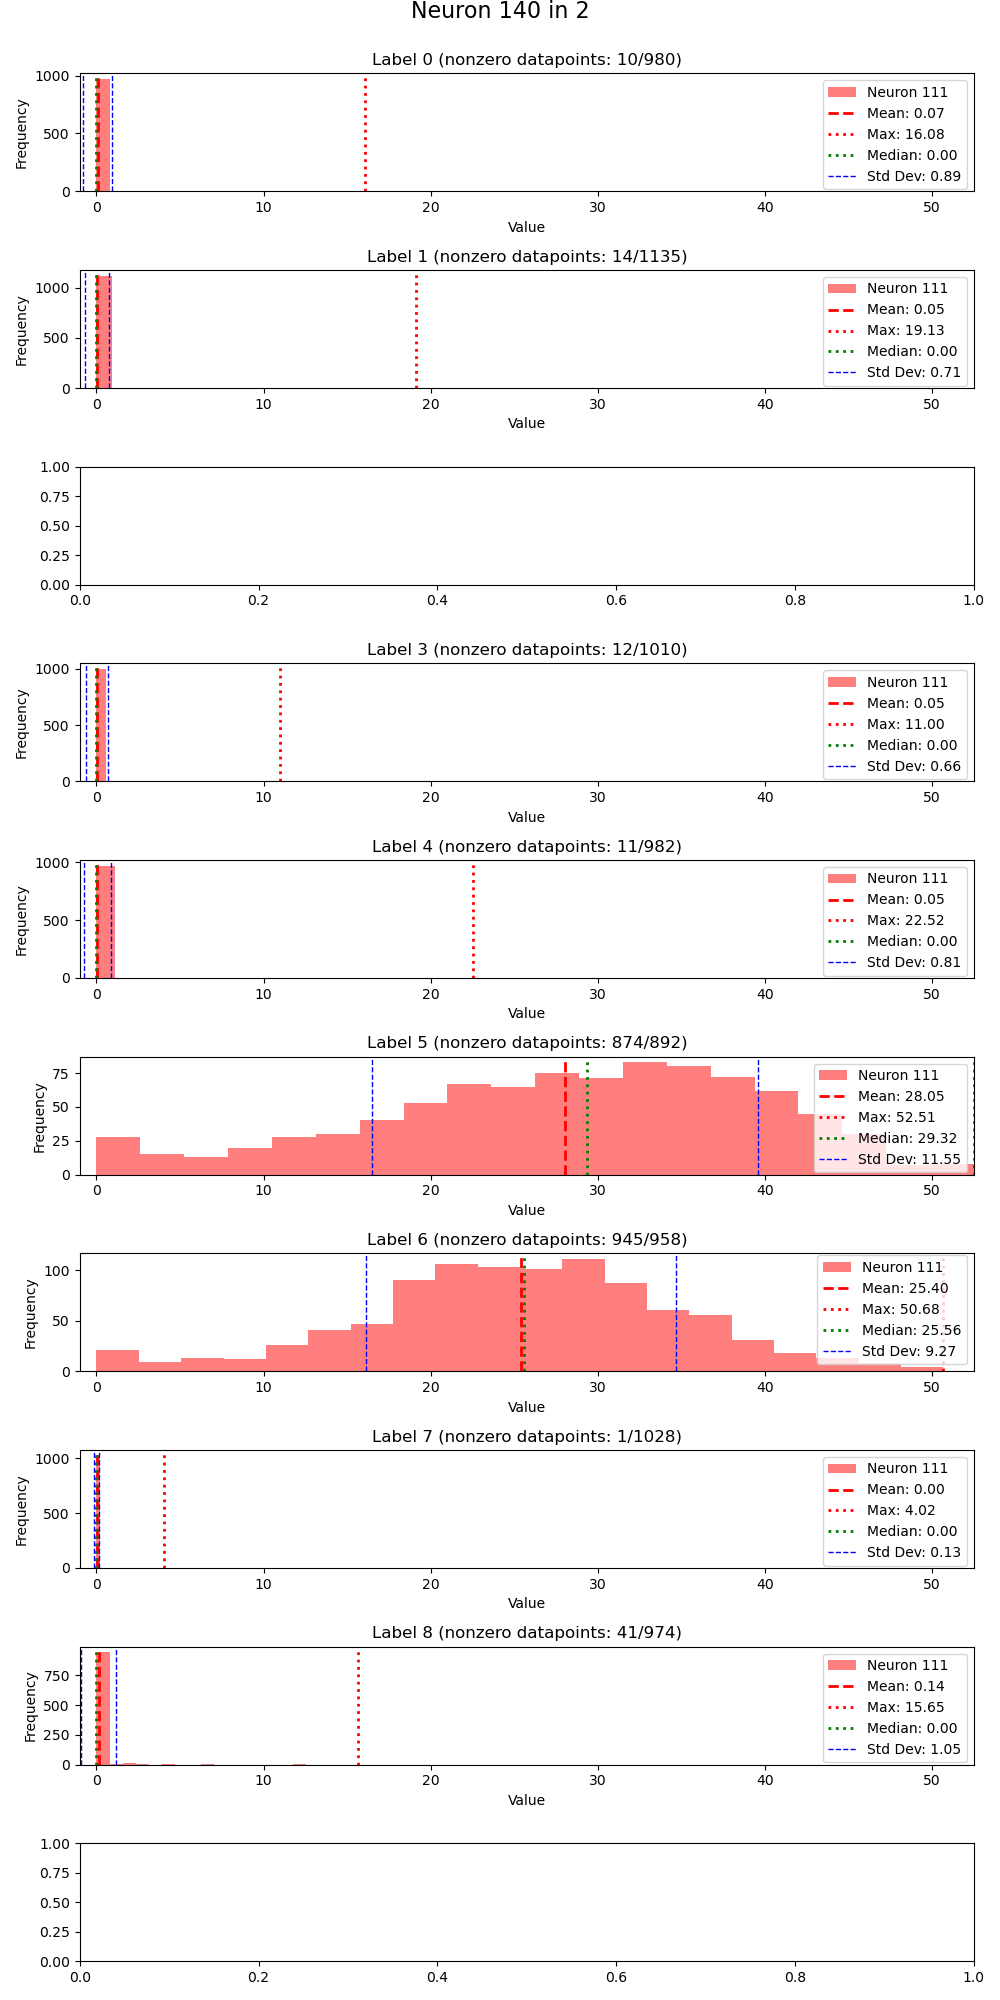 Neuron 140 in 2
Label 0 (nonzero datapoints: 10/980)
Frequency
1000
500
0
Neuron 111
Mean: 0.07
Max: 16.08
Median: 0.00
Std Dev: 0.89
0 10 20 30 40 50
Value
Label 1 (nonzero datapoints: 14/1135)
Frequency
1000
500
0
Neuron 111
Mean: 0.05
Max: 19.13
Median: 0.00
Std Dev: 0.71
0 10 20 30 40 50
Value
1.00
0.75
0.50
0.25
0.00
0.0 0.2 0.4 0.6 0.8 1.0
Label 3 (nonzero datapoints: 12/1010)
Frequency
1000
500
0
Neuron 111
Mean: 0.05
Max: 11.00
Median: 0.00
Std Dev: 0.66
0 10 20 30 40 50
Value
Label 4 (nonzero datapoints: 11/982)
Frequency
1000
500
0
Neuron 111
Mean: 0.05
Max: 22.52
Median: 0.00
Std Dev: 0.81
0 10 20 30 40 50
Value
Label 5 (nonzero datapoints: 874/892)
Frequency
75
50
25
0
Neuron 111
Mean: 28.05
Max: 52.51
Median: 29.32
Std Dev: 11.55
0 10 20 30 40 50
Value
Label 6 (nonzero datapoints: 945/958)
Frequency
100
50
0
Neuron 111
Mean: 25.40
Max: 50.68
Median: 25.56
Std Dev: 9.27
0 10 20 30 40 50
Value
Label 7 (nonzero datapoints: 1/1028)
Frequency
1000
500
0
Neuron 111
Mean: 0.00
Max: 4.02
Median: 0.00
Std Dev: 0.13
0 10 20 30 40 50
Value
Label 8 (nonzero datapoints: 41/974)
Frequency
750
500
250
0
Neuron 111
Mean: 0.14
Max: 15.65
Median: 0.00
Std Dev: 1.05
0 10 20 30 40 50
Value
1.00
0.75
0.50
0.25
0.00
0.0 0.2 0.4 0.6 0.8 1.0